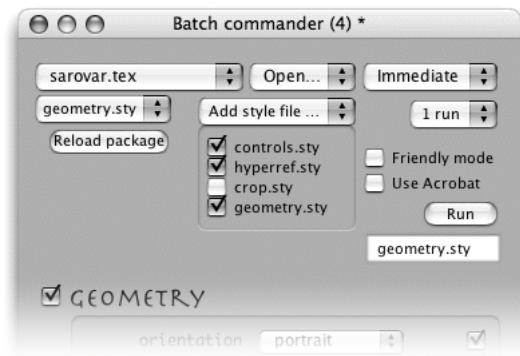 Batch commander (4) *
sarovar.tex Open... Immediate
geometry.sty Add style file ... 1 run
Reload package
controls.sty
hyperref.sty
crop.sty
geometry.sty
Friendly mode
Use Acrobat
Run
geometry.sty
GEOMETRY
orientation portrait